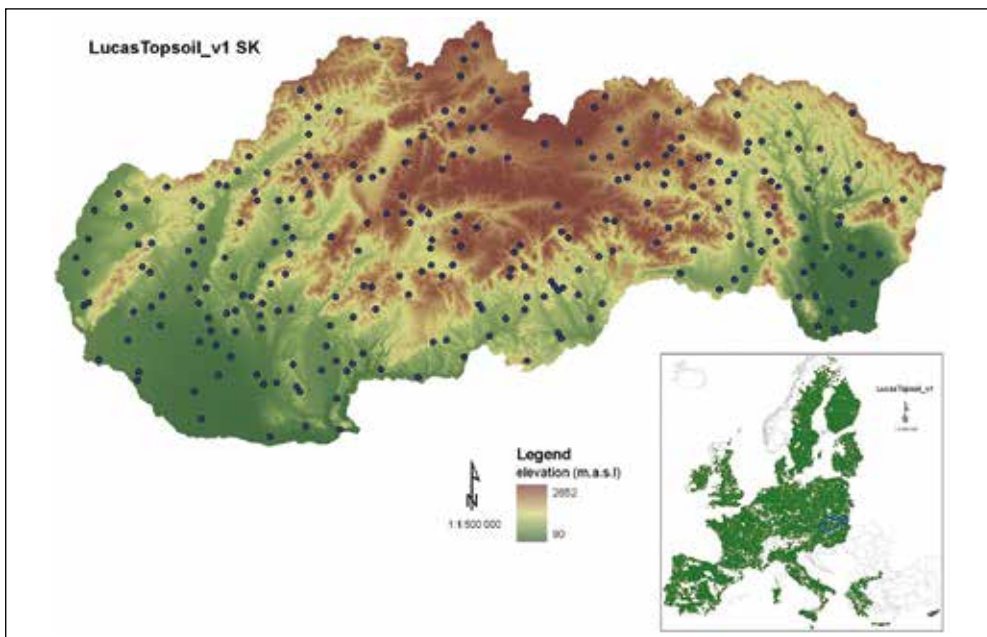 LucasTopsoil_v1 SK
LucasTopsoil_v1
N
1:1 500 000
Legend
elevation (m.a.s.l)
2652
90